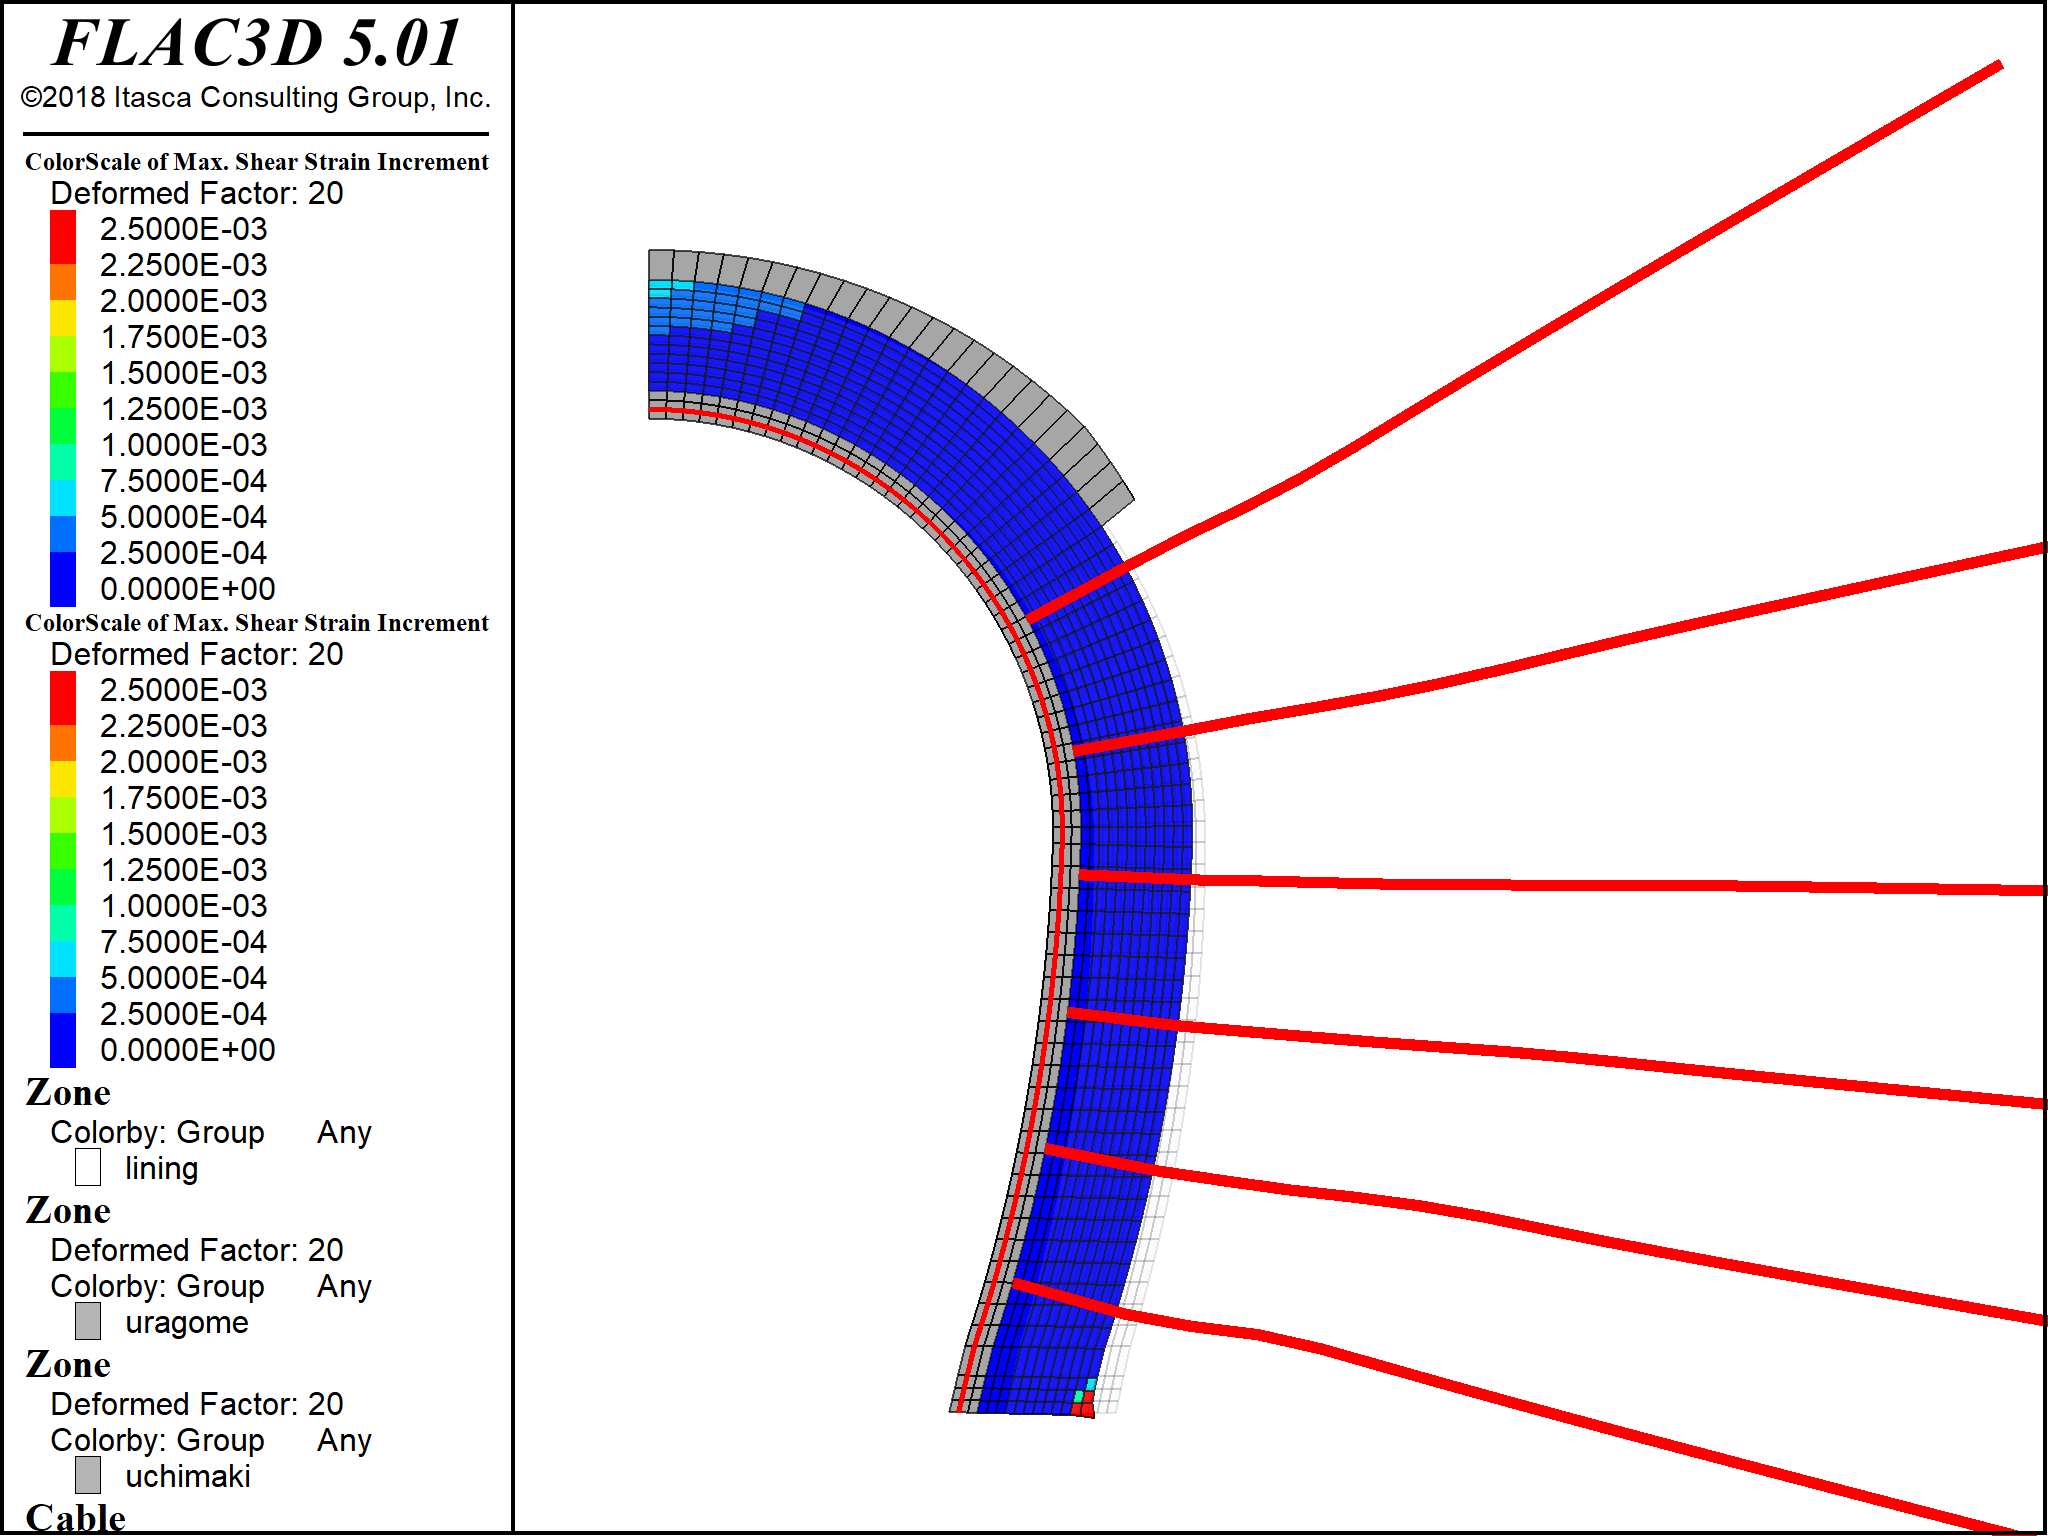 FLAC3D 5.01
©2018 Itasca Consulting Group, Inc.
ColorScale of Max. Shear Strain Increment
Deformed Factor: 20
2.5000E-03
2.2500E-03
2.0000E-03
1.7500E-03
1.5000E-03
1.2500E-03
1.0000E-03
7.5000E-04
5.0000E-04
2.5000E-04
0.0000E+00
ColorScale of Max. Shear Strain Increment
Deformed Factor: 20
2.5000E-03
2.2500E-03
2.0000E-03
1.7500E-03
1.5000E-03
1.2500E-03
1.0000E-03
7.5000E-04
5.0000E-04
2.5000E-04
0.0000E+00
Zone
Colorby: Group Any
lining
Zone
Deformed Factor: 20
Colorby: Group Any
uragome
Zone
Deformed Factor: 20
Colorby: Group Any
uchimaki
Cable